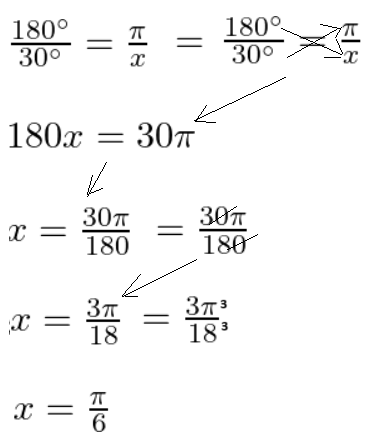 180°/30° = π/x = 180°/30° = π/x
180x = 30π
x = 30π/180 = 30π/180
x = 3π/18 = 3π³/18₃
x = π/6